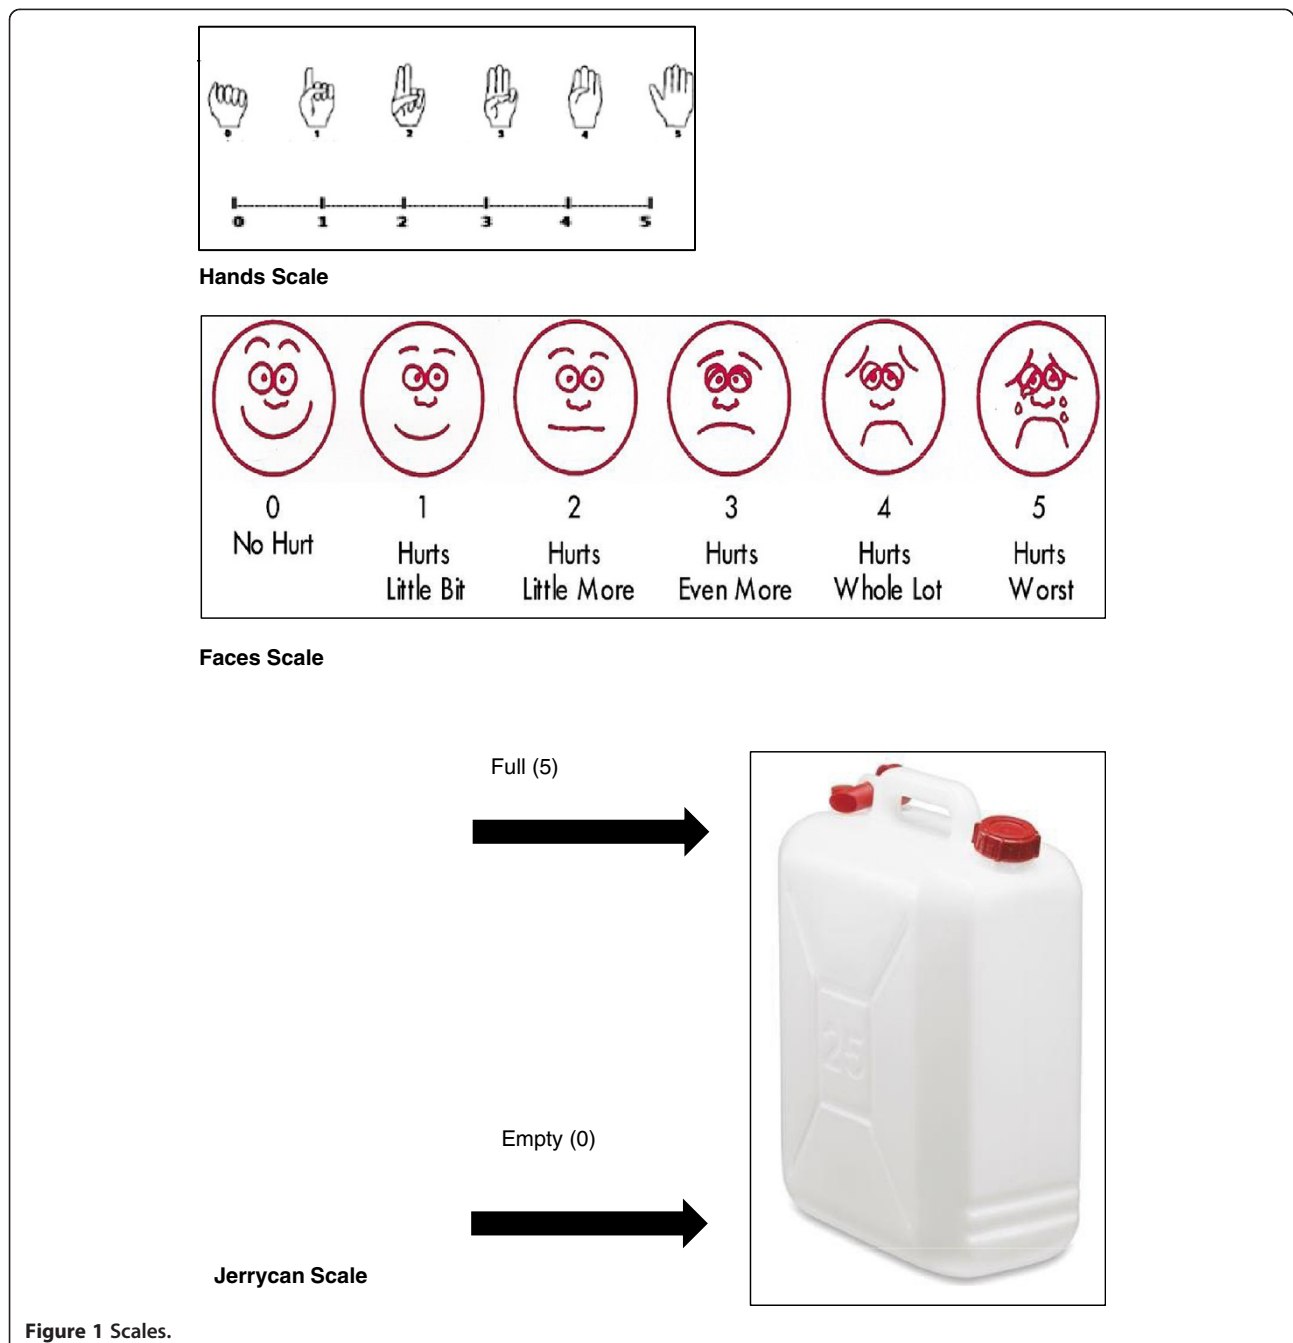 0 1 2 3 4 5
0 1 2 3 4 5
Hands Scale
0 1 2 3 4 5
No Hurt Hurts Little Bit Hurts Little More Hurts Even More Hurts Whole Lot Hurts Worst
Faces Scale
Full (5)
25
Empty (0)
Jerrycan Scale
Figure 1 Scales.